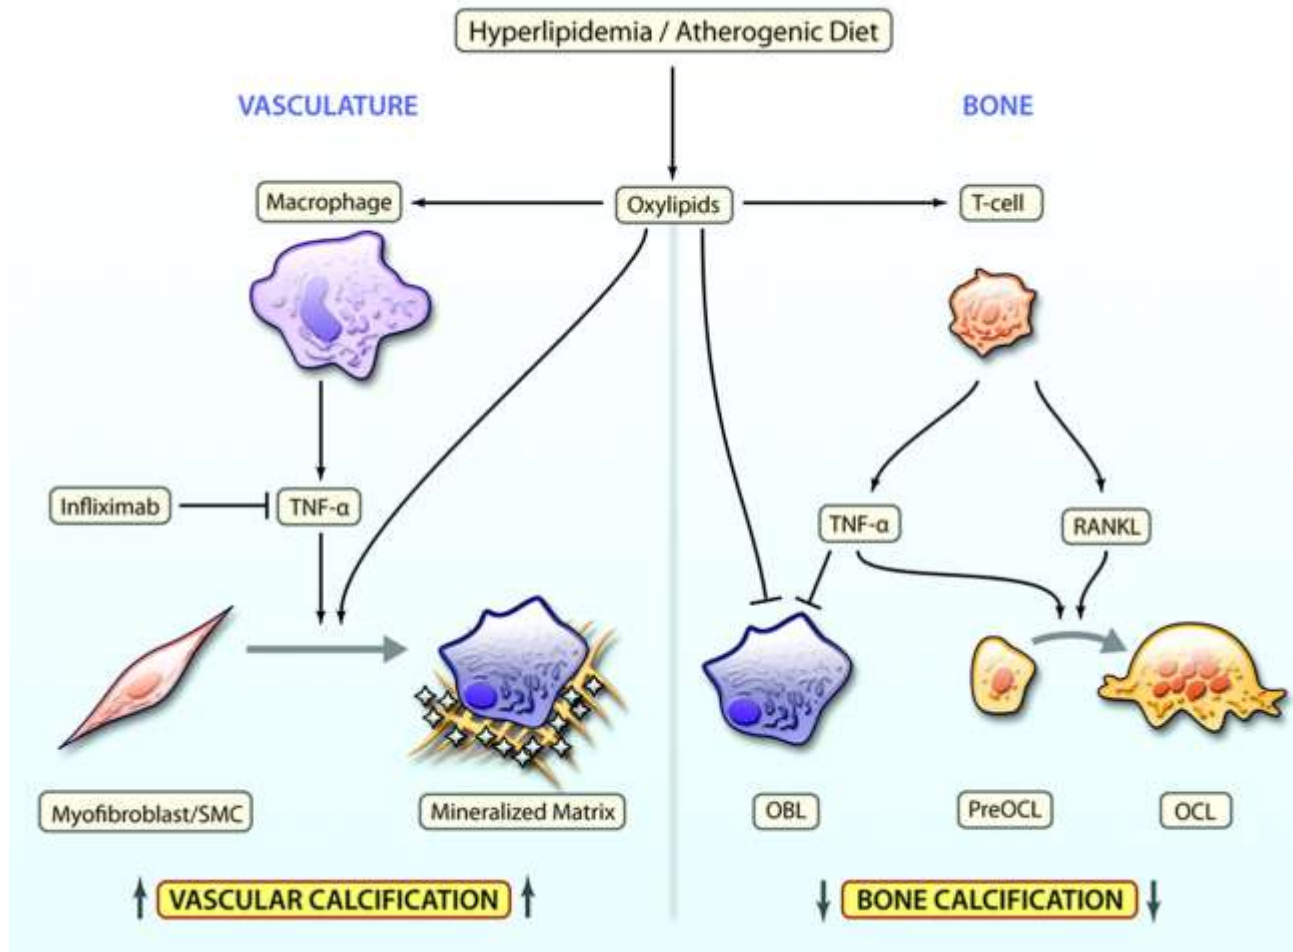 Hyperlipidemia / Atherogenic Diet
VASCULATURE
BONE
Macrophage
Oxylipids
T-cell
Infliximab
TNF-α
TNF-α
RANKL
Myofibroblast/SMC
Mineralized Matrix
OBL
PreOCL
OCL
VASCULAR CALCIFICATION
BONE CALCIFICATION